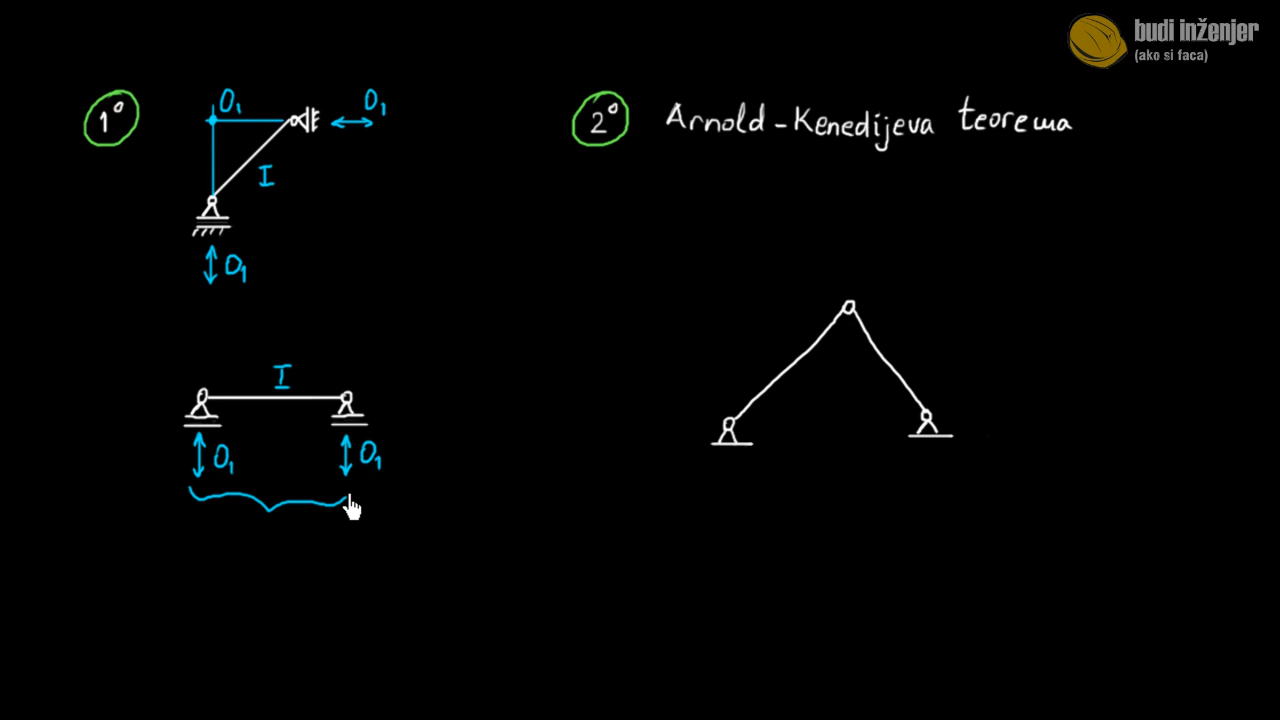 budi inženjer
(ako si faca)
1°
O₁
O₁
I
O₁
I
O₁
O₁
2° Arnold-Kenedijeva teorema